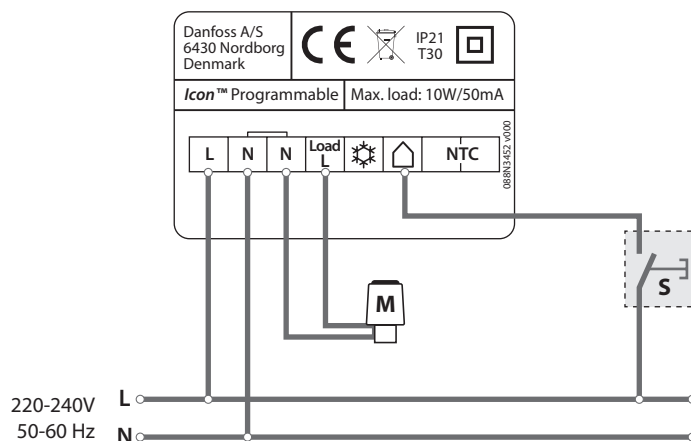 Danfoss A/S
6430 Nordborg
Denmark
CE
IP21
T30
Icon™ Programmable
Max. load: 10W/50mA
L N N Load L NTC
088N3452 v000
M
S
220-240V
50-60 Hz
L
N